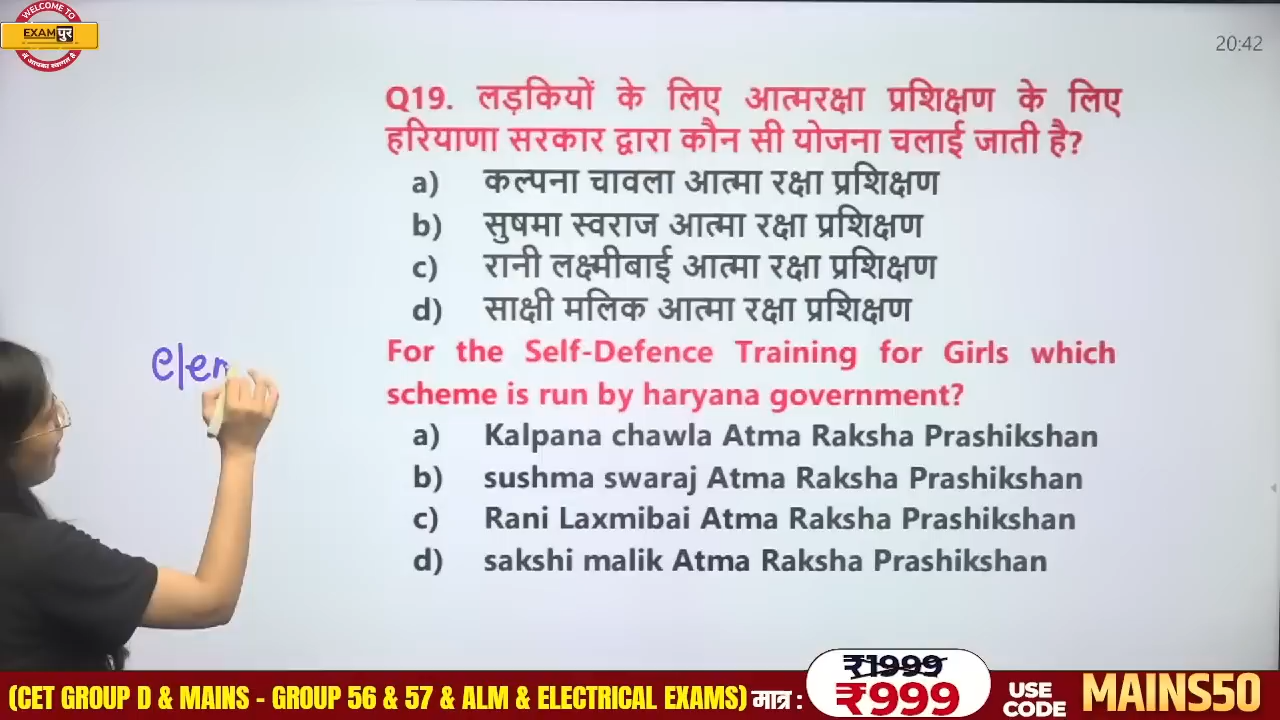 WELCOME TO
EXAMपुर
में आपका स्वागत है
20:42
Q19. लड़कियों के लिए आत्मरक्षा प्रशिक्षण के लिए
हरियाणा सरकार द्वारा कौन सी योजना चलाई जाती है?
a) कल्पना चावला आत्मा रक्षा प्रशिक्षण
b) सुषमा स्वराज आत्मा रक्षा प्रशिक्षण
c) रानी लक्ष्मीबाई आत्मा रक्षा प्रशिक्षण
d) साक्षी मलिक आत्मा रक्षा प्रशिक्षण
For the Self-Defence Training for Girls which
scheme is run by haryana government?
a) Kalpana chawla Atma Raksha Prashikshan
b) sushma swaraj Atma Raksha Prashikshan
c) Rani Laxmibai Atma Raksha Prashikshan
d) sakshi malik Atma Raksha Prashikshan
(CET GROUP D & MAINS - GROUP 56 & 57 & ALM & ELECTRICAL EXAMS) मात्र :
₹1999
₹999
USE
CODE
MAINS50